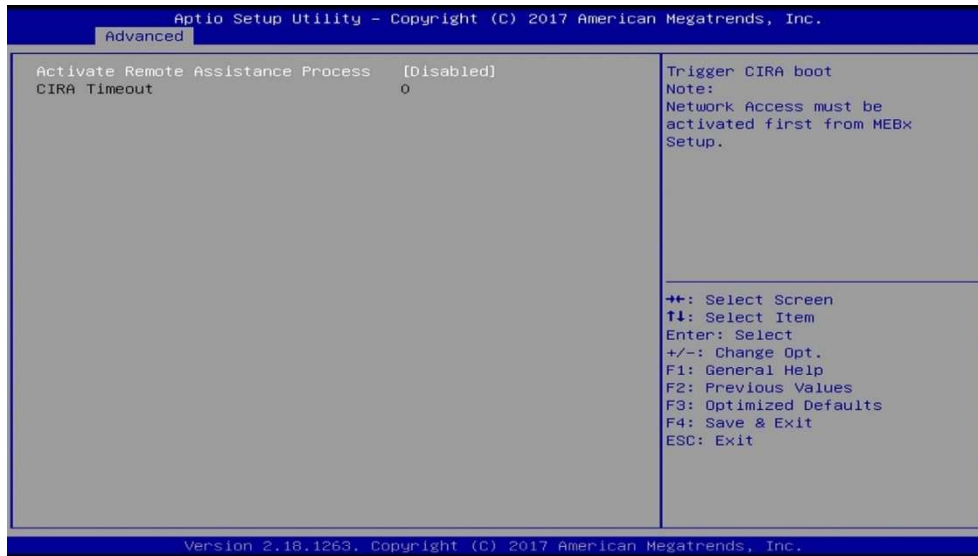 Aptio Setup Utility – Copyright (C) 2017 American Megatrends, Inc.
Advanced
Activate Remote Assistance Process [Disabled]
CIRA Timeout 0
Trigger CIRA boot
Note:
Network Access must be
activated first from MEBx
Setup.
→←: Select Screen
↑↓: Select Item
Enter: Select
+/-: Change Opt.
F1: General Help
F2: Previous Values
F3: Optimized Defaults
F4: Save & Exit
ESC: Exit
Version 2.18.1263. Copyright (C) 2017 American Megatrends, Inc.